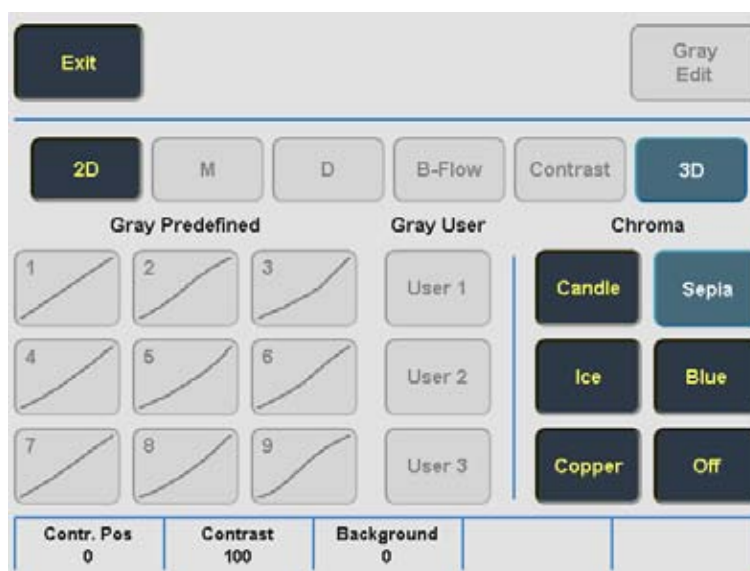 Exit
Gray
Edit
2D M D B-Flow Contrast 3D
Gray Predefined Gray User Chroma
1 2 3 User 1 Candle Sepia
4 5 6 User 2 Ice Blue
7 8 9 User 3 Copper Off
Contr. Pos Contrast Background
0 100 0